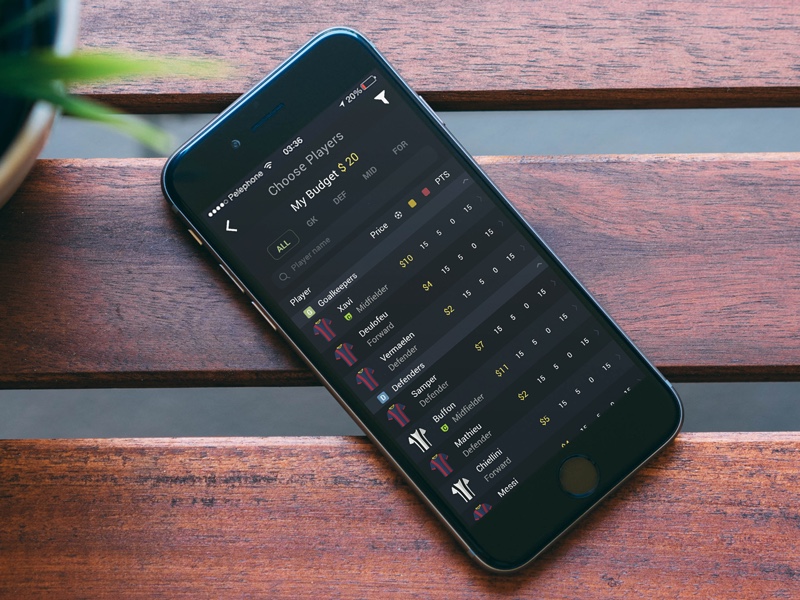 Pelephone 03:36 20%
Choose Players
My Budget $ 20
ALL GK DEF MID FOR
Player name
Player Price PTS
G Goalkeepers
Xavi $10 15 5 0 15
Midfielder
Deulofeu $4 15 5 0 15
Forward
Vermaelen $2 15 5 0 15
Defender
D Defenders
Samper $7 15 5 0 15
Defender
Buffon $11 15 5 0 15
Midfielder
Mathieu $2 15 5 0 15
Defender
Chiellini $5 15 5 0 15
Forward
Messi